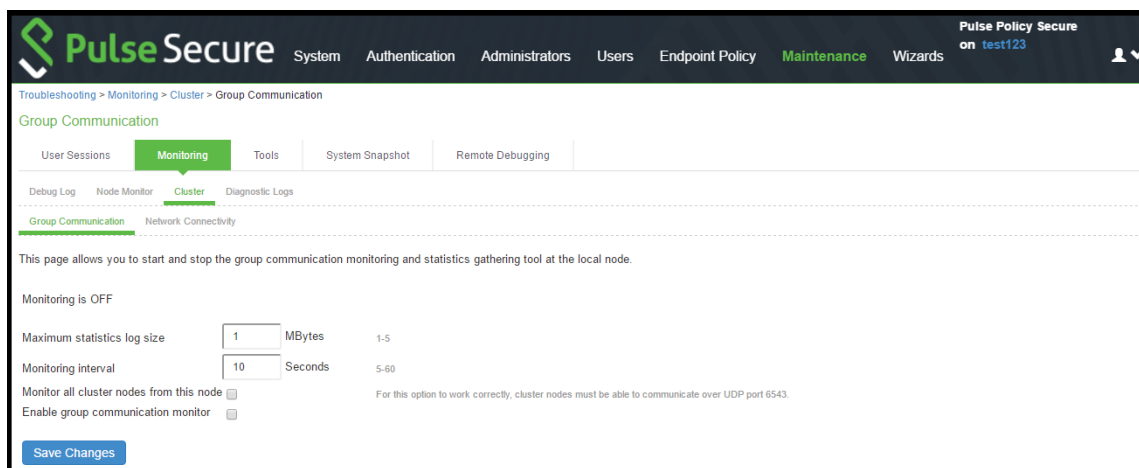 Pulse Secure
System Authentication Administrators Users Endpoint Policy Maintenance Wizards
Pulse Policy Secure
on test123
Troubleshooting > Monitoring > Cluster > Group Communication
Group Communication
User Sessions Monitoring Tools System Snapshot Remote Debugging
Debug Log Node Monitor Cluster Diagnostic Logs
Group Communication Network Connectivity
This page allows you to start and stop the group communication monitoring and statistics gathering tool at the local node.
Monitoring is OFF
Maximum statistics log size 1 MBytes 1-5
Monitoring interval 10 Seconds 5-60
Monitor all cluster nodes from this node For this option to work correctly, cluster nodes must be able to communicate over UDP port 6543.
Enable group communication monitor
Save Changes